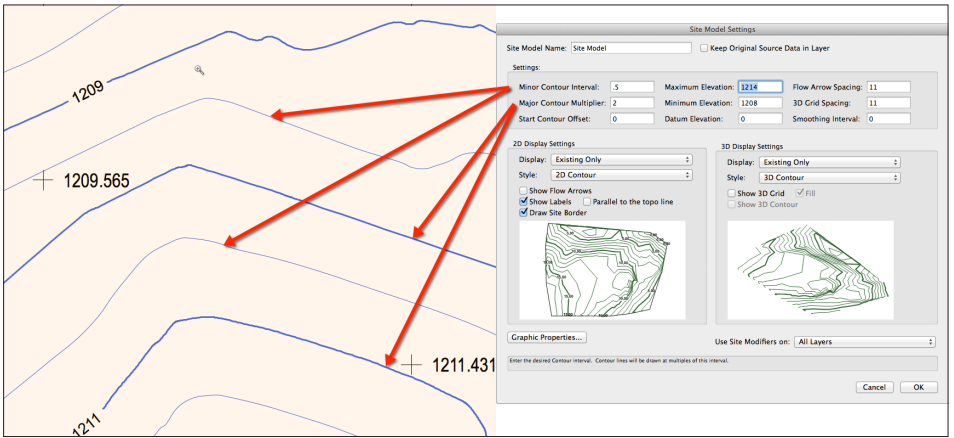 1209
1209.565
1211.431
1211
Site Model Settings
Site Model Name: Site Model Keep Original Source Data in Layer
Settings:
Minor Contour Interval: .5 Maximum Elevation: 1214 Flow Arrow Spacing: 11
Major Contour Multiplier: 2 Minimum Elevation: 1208 3D Grid Spacing: 11
Start Contour Offset: 0 Datum Elevation: 0 Smoothing Interval: 0
2D Display Settings
Display: Existing Only
Style: 2D Contour
Show Flow Arrows
Show Labels Parallel to the topo line
Draw Site Border
3D Display Settings
Display: Existing Only
Style: 3D Contour
Show 3D Grid Fill
Show 3D Contour
Graphic Properties...
Use Site Modifiers on: All Layers
Enter the desired Contour interval. Contour lines will be drawn at multiples of this interval.
Cancel OK